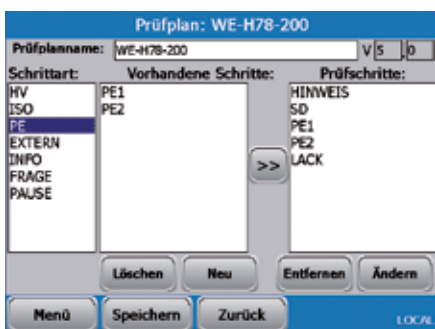 Prüfplan: WE-H78-200
Prüfplanname: WE-H78-200 V 5 .0
Schrittart: Vorhandene Schritte: Prüfschritte:
HV
ISO
PE
EXTERN
INFO
FRAGE
PAUSE
PE1
PE2
>>
HINWEIS
SD
PE1
PE2
LACK
Löschen Neu Entfernen Ändern
Menü Speichern Zurück LOCAL